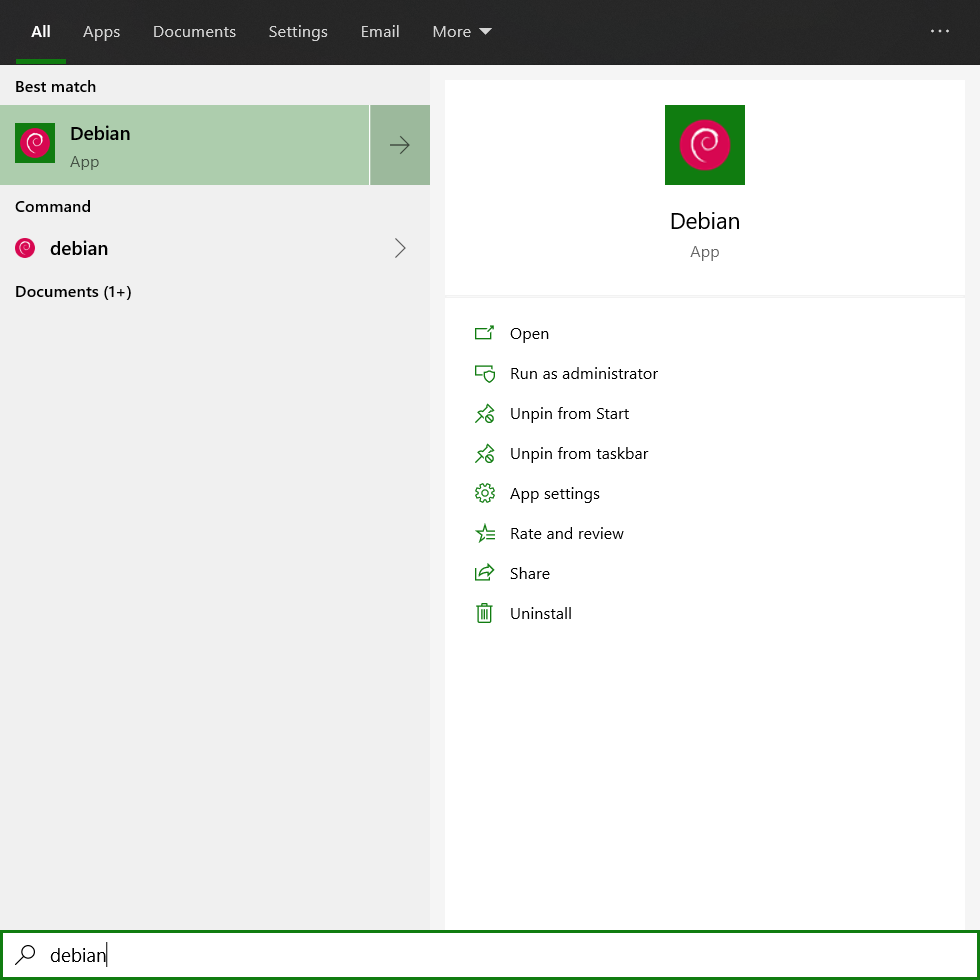 All Apps Documents Settings Email More ...
Best match
Debian
App
Command
debian
Documents (1+)
Debian
App
Open
Run as administrator
Unpin from Start
Unpin from taskbar
App settings
Rate and review
Share
Uninstall
debian